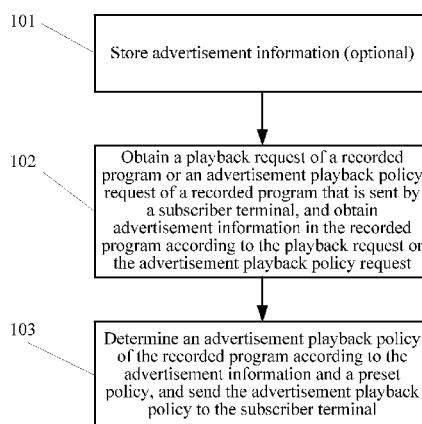 101
Store advertisement information (optional)
102
Obtain a playback request of a recorded
program or an advertisement playback policy
request of a recorded program that is sent by
a subscriber terminal, and obtain
advertisement information in the recorded
program according to the playback request or
the advertisement playback policy request
103
Determine an advertisement playback policy
of the recorded program according to the
advertisement information and a preset
policy, and send the advertisement playback
policy to the subscriber terminal